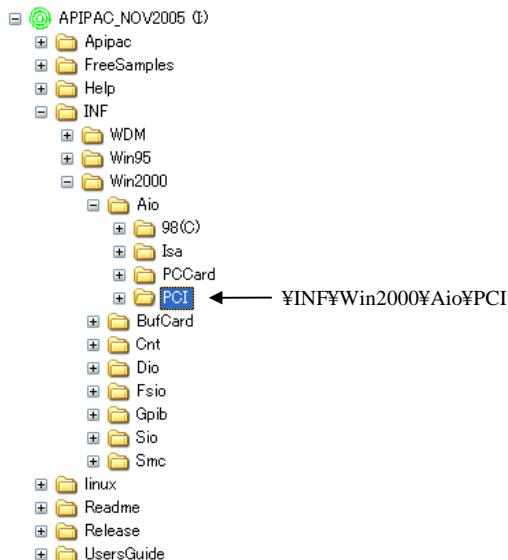 APIPAC_NOV2005 (I:)
Apipac
FreeSamples
Help
INF
WDM
Win95
Win2000
Aio
98(C)
Isa
PCCard
PCI
¥INF¥Win2000¥Aio¥PCI
BufCard
Cnt
Dio
Fsio
Gpib
Sio
Smc
linux
Readme
Release
UsersGuide